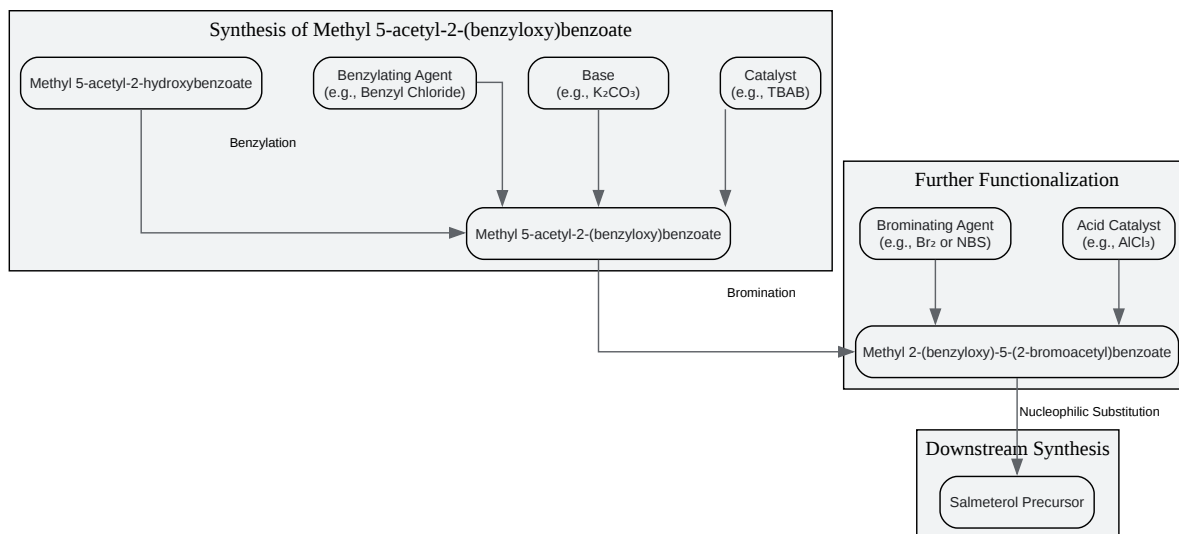 Synthesis of Methyl 5-acetyl-2-(benzyloxy)benzoate
Methyl 5-acetyl-2-hydroxybenzoate
Benzylating Agent
(e.g., Benzyl Chloride)
Base
(e.g., K₂CO₃)
Catalyst
(e.g., TBAB)
Benzylation
Methyl 5-acetyl-2-(benzyloxy)benzoate
Further Functionalization
Brominating Agent
(e.g., Br₂ or NBS)
Acid Catalyst
(e.g., AlCl₃)
Bromination
Methyl 2-(benzyloxy)-5-(2-bromoacetyl)benzoate
Nucleophilic Substitution
Downstream Synthesis
Salmeterol Precursor